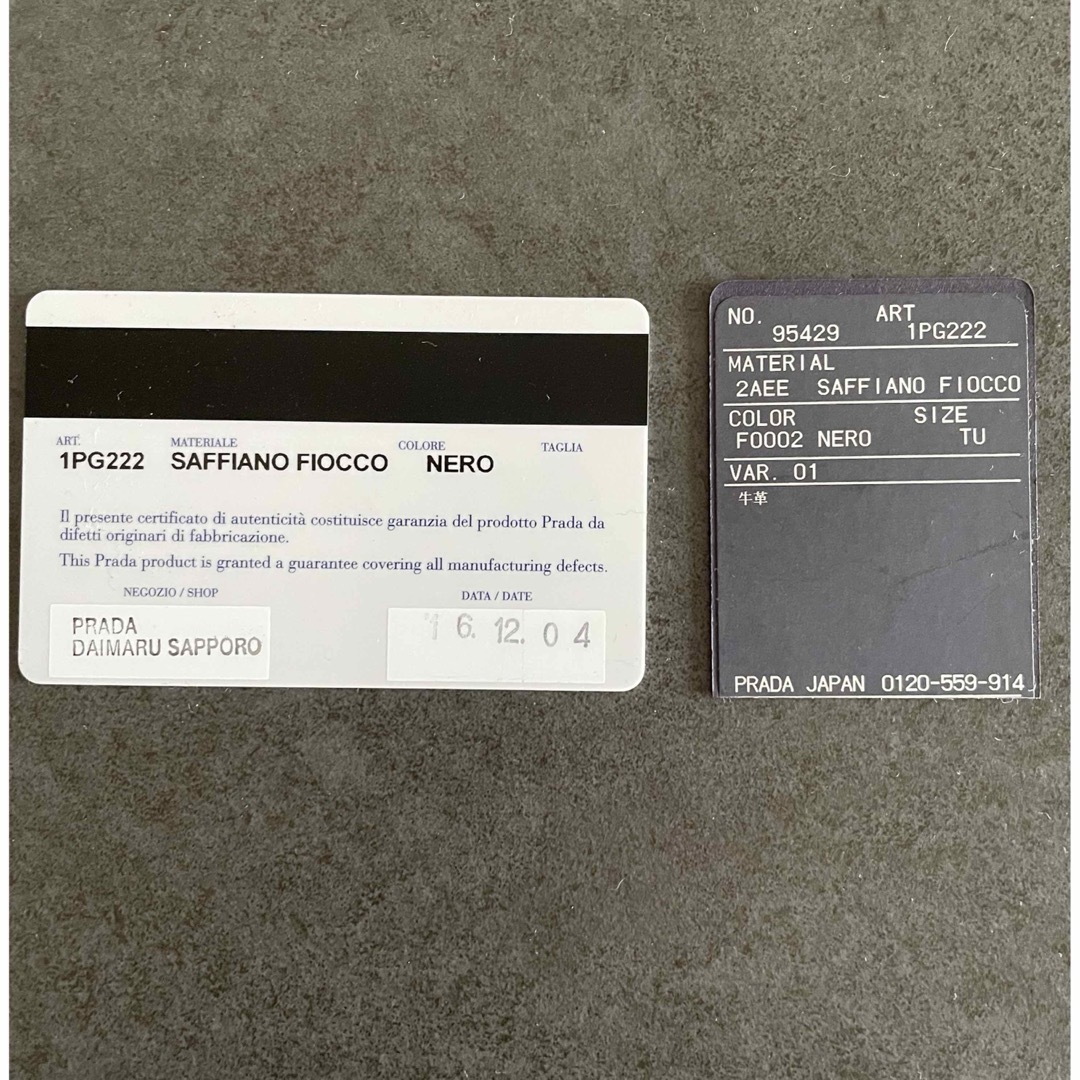 ART. MATERIALE COLORE TAGLIA
1PG222 SAFFIANO FIOCCO NERO
Il presente certificato di autenticità costituisce garanzia del prodotto Prada da
difetti originari di fabbricazione.
This Prada product is granted a guarantee covering all manufacturing defects.
NEGOZIO / SHOP DATA / DATE
PRADA
DAIMARU SAPPORO
16. 12. 04
NO. ART
95429 1PG222
MATERIAL
2AEE SAFFIANO FIOCCO
COLOR SIZE
F0002 NERO TU
VAR. 01
牛革
PRADA JAPAN 0120-559-914